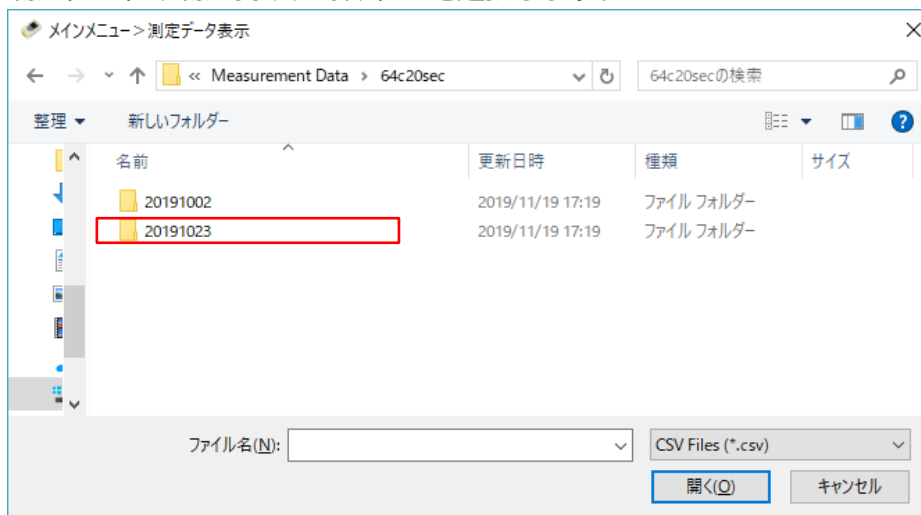 メインメニュー＞測定データ表示
« Measurement Data › 64c20sec
64c20secの検索
整理 ▼ 新しいフォルダー
名前 更新日時 種類 サイズ
20191002 2019/11/19 17:19 ファイル フォルダー
20191023 2019/11/19 17:19 ファイル フォルダー
ファイル名(N): CSV Files (*.csv)
開く(O) キャンセル